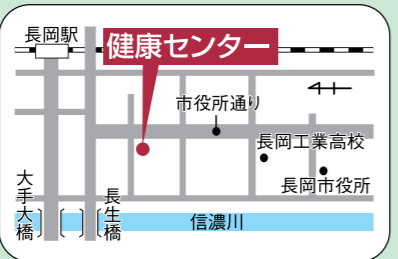 長岡駅
健康センター
市役所通り
長岡工業高校
長岡市役所
大手大橋
長生橋
信濃川